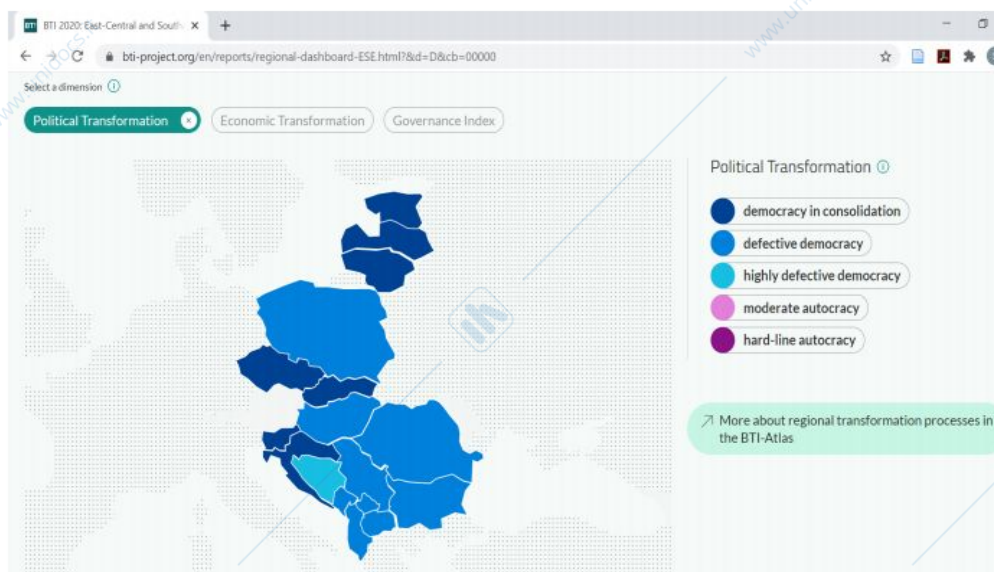 BTI BTI 2020: East-Central and South
bti-project.org/en/reports/regional-dashboard-ESE.html?&d=D&cb=00000
Select a dimension
Political Transformation
Economic Transformation
Governance Index
Political Transformation
democracy in consolidation
defective democracy
highly defective democracy
moderate autocracy
hard-line autocracy
More about regional transformation processes in
the BTI-Atlas